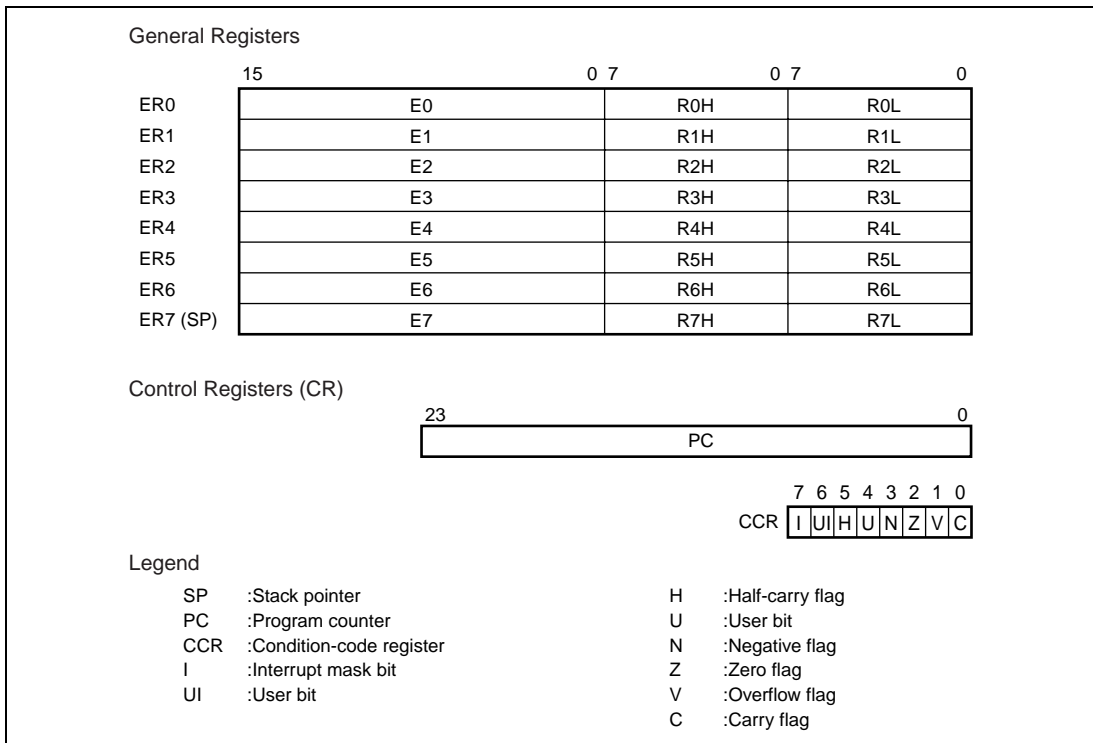 General Registers
15 0 7 0 7 0
ER0 E0 R0H R0L
ER1 E1 R1H R1L
ER2 E2 R2H R2L
ER3 E3 R3H R3L
ER4 E4 R4H R4L
ER5 E5 R5H R5L
ER6 E6 R6H R6L
ER7 (SP) E7 R7H R7L
Control Registers (CR)
23 0
PC
7 6 5 4 3 2 1 0
CCR I UI H U N Z V C
Legend
SP :Stack pointer
PC :Program counter
CCR :Condition-code register
I :Interrupt mask bit
UI :User bit
H :Half-carry flag
U :User bit
N :Negative flag
Z :Zero flag
V :Overflow flag
C :Carry flag